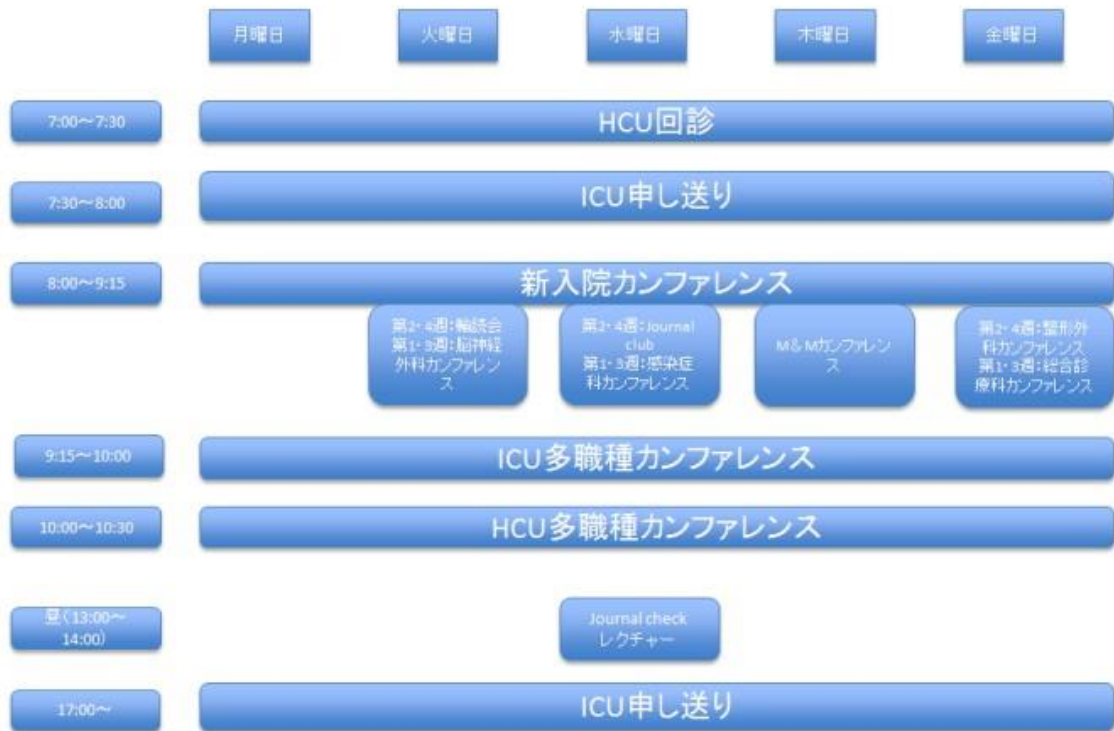 月曜日
火曜日
水曜日
木曜日
金曜日
7:00～7:30
HCU回診
7:30～8:00
ICU申し送り
8:00～9:15
新入院カンファレンス
第2・4週：輪読会
第1・3週：脳神経
外科カンファレン
ス
第2・4週：Journal
club
第1・3週：感染症
科カンファレンス
M＆Mカンファレン
ス
第2・4週：整形外
科カンファレンス
第1・3週：総合診
療科カンファレンス
9:15～10:00
ICU多職種カンファレンス
10:00～10:30
HCU多職種カンファレンス
昼（13:00～
14:00）
Journal check
レクチャー
17:00～
ICU申し送り